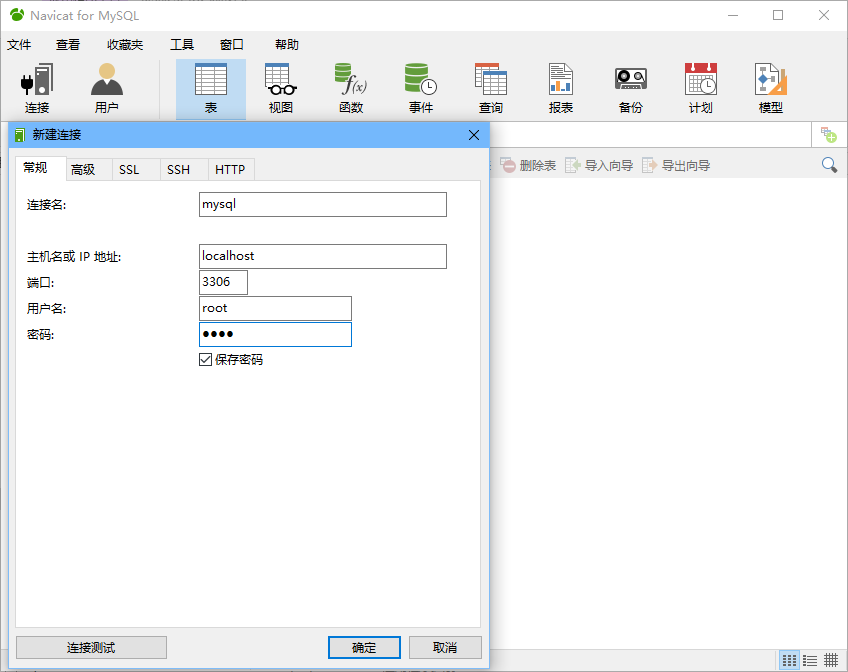 Navicat for MySQL
文件 查看 收藏夹 工具 窗口 帮助
连接 用户 表 视图 函数 事件 查询 报表 备份 计划 模型
新建连接
删除表 导入向导 导出向导
常规 高级 SSL SSH HTTP
连接名: mysql
主机名或 IP 地址: localhost
端口: 3306
用户名: root
密码: ●●●●
保存密码
连接测试 确定 取消